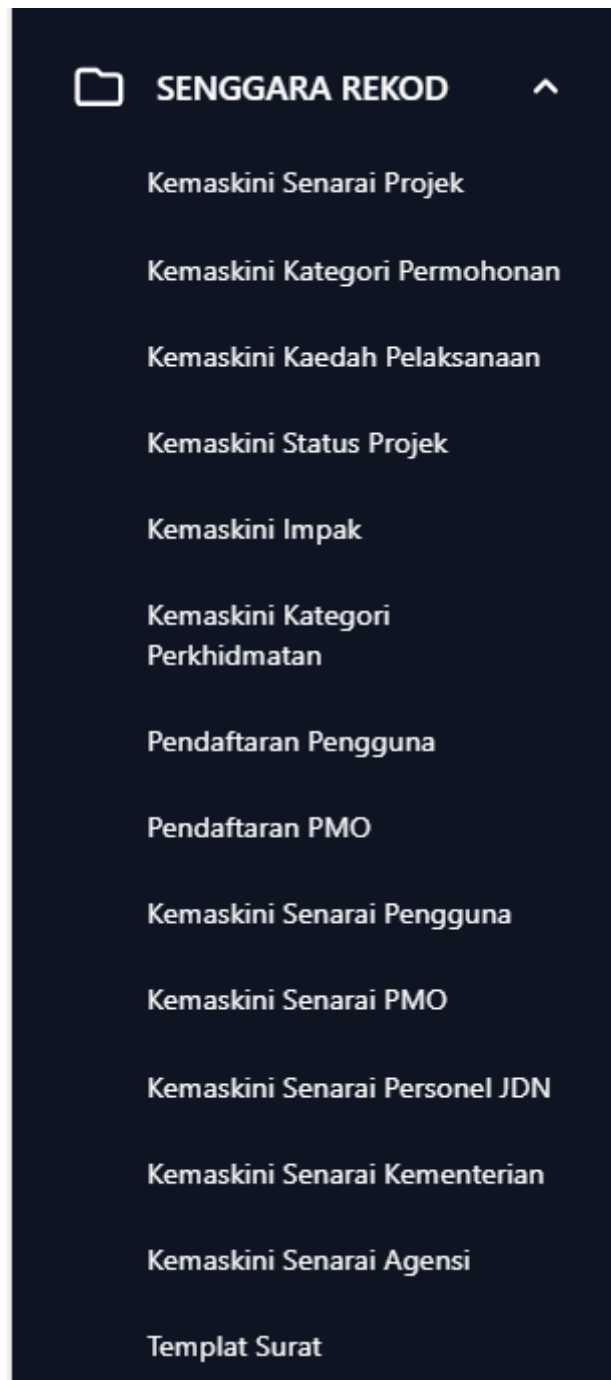 SENGGARA REKOD
Kemaskini Senarai Projek
Kemaskini Kategori Permohonan
Kemaskini Kaedah Pelaksanaan
Kemaskini Status Projek
Kemaskini Impak
Kemaskini Kategori
Perkhidmatan
Pendaftaran Pengguna
Pendaftaran PMO
Kemaskini Senarai Pengguna
Kemaskini Senarai PMO
Kemaskini Senarai Personel JDN
Kemaskini Senarai Kementerian
Kemaskini Senarai Agensi
Templat Surat